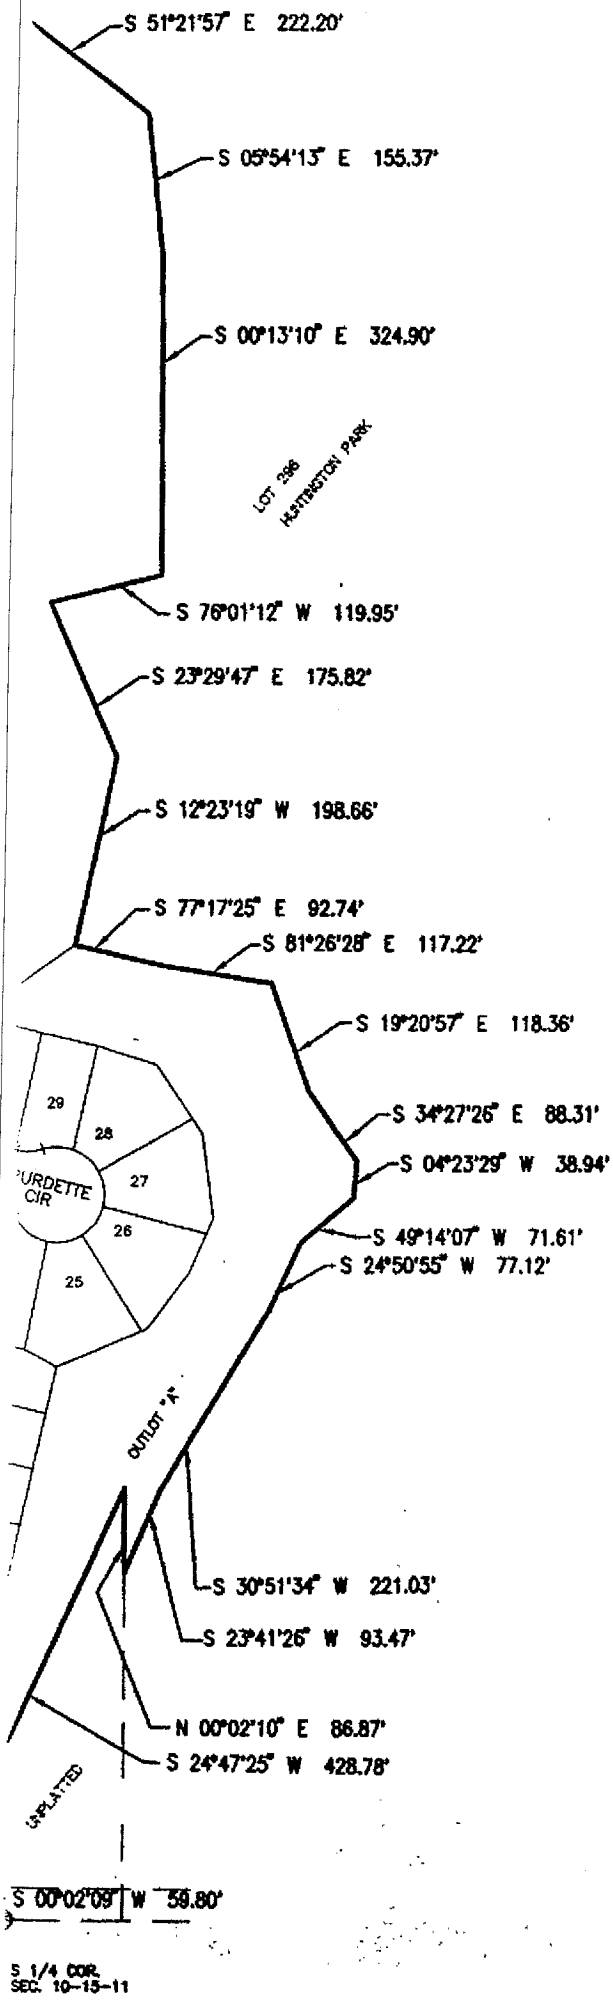 S 51°21'57" E 222.20'
S 05°54'13" E 155.37'
S 00°13'10" E 324.90'
LOT 296
HUNTINGTON PARK
S 76°01'12" W 119.95'
S 23°29'47" E 175.82'
S 12°23'19" W 198.66'
S 77°17'25" E 92.74'
S 81°26'28" E 117.22'
S 19°20'57" E 118.36'
29
28
S 34°27'26" E 88.31'
S 04°23'29" W 38.94'
27
URDETTE
CIR
26
S 49°14'07" W 71.61'
S 24°50'55" W 77.12'
25
OUTLOT "A"
S 30°51'34" W 221.03'
S 23°41'26" W 93.47'
N 00°02'10" E 86.87'
S 24°47'25" W 428.78'
UNPLATTED
S 00°02'09" W 59.80'
S 1/4 COR.
SEC. 10-15-11